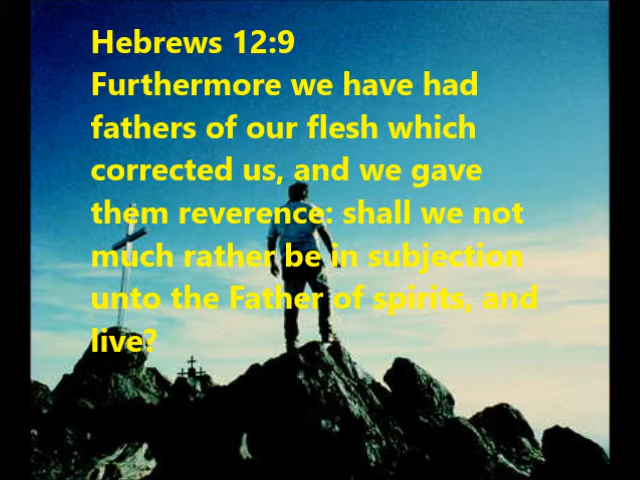 Hebrews 12:9
Furthermore we have had
fathers of our flesh which
corrected us, and we gave
them reverence: shall we not
much rather be in subjection
unto the Father of spirits, and
live?